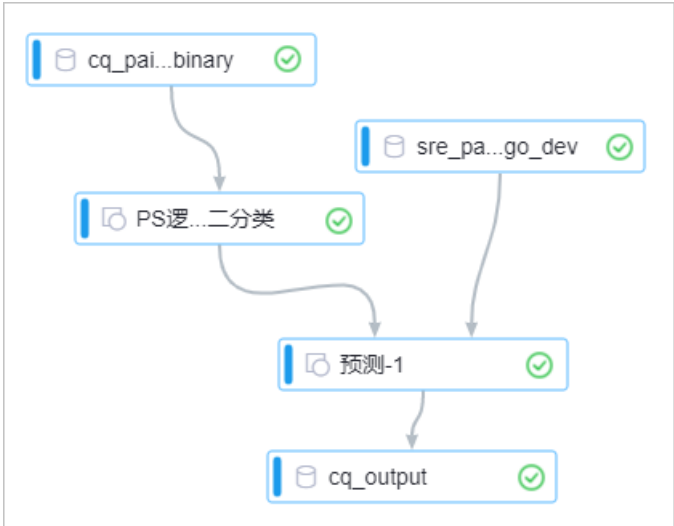 cq_pai...binary
sre_pa...go_dev
PS逻...二分类
预测-1
cq_output